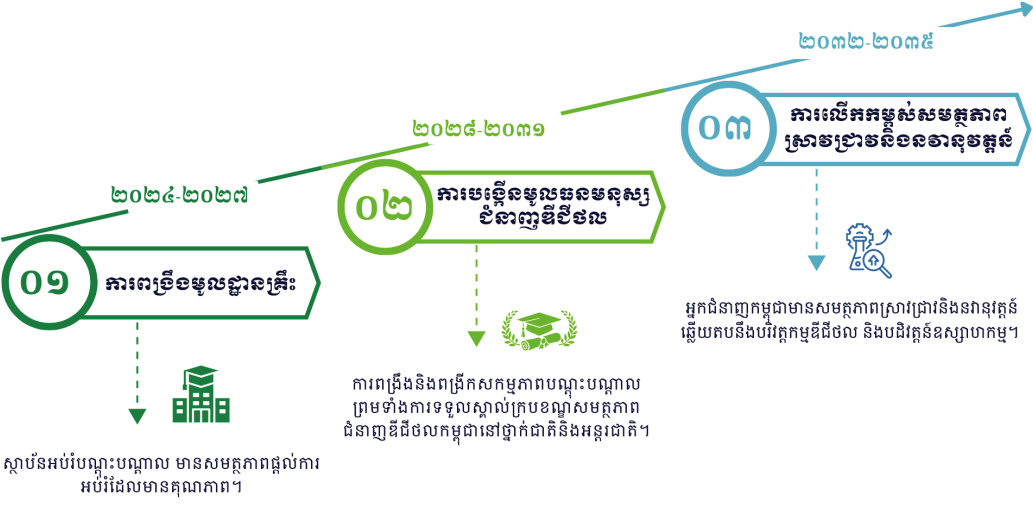 ២០២៤-២០២៧
០១
ការពង្រឹងមូលដ្ឋានគ្រឹះ
ស្ថាប័នអប់រំបណ្តុះបណ្តាល មានសមត្ថភាពផ្តល់ការ
អប់រំដែលមានគុណភាព។
២០២៨-២០៣១
០២
ការបង្កើនមូលធនមនុស្ស
ជំនាញឌីជីថល
ការពង្រឹងនិងពង្រីកសកម្មភាពបណ្តុះបណ្តាល
ព្រមទាំងការទទួលស្គាល់ក្របខណ្ឌសមត្ថភាព
ជំនាញឌីជីថលកម្ពុជានៅថ្នាក់ជាតិនិងអន្តរជាតិ។
២០៣២-២០៣៥
០៣
ការលើកកម្ពស់សមត្ថភាព
ស្រាវជ្រាវនិងនវានុវត្តន៍
អ្នកជំនាញកម្ពុជាមានសមត្ថភាពស្រាវជ្រាវនិងនវានុវត្តន៍
ឆ្លើយតបនឹងបរិវត្តកម្មឌីជីថល និងបដិវត្តន៍ឧស្សាហកម្ម។